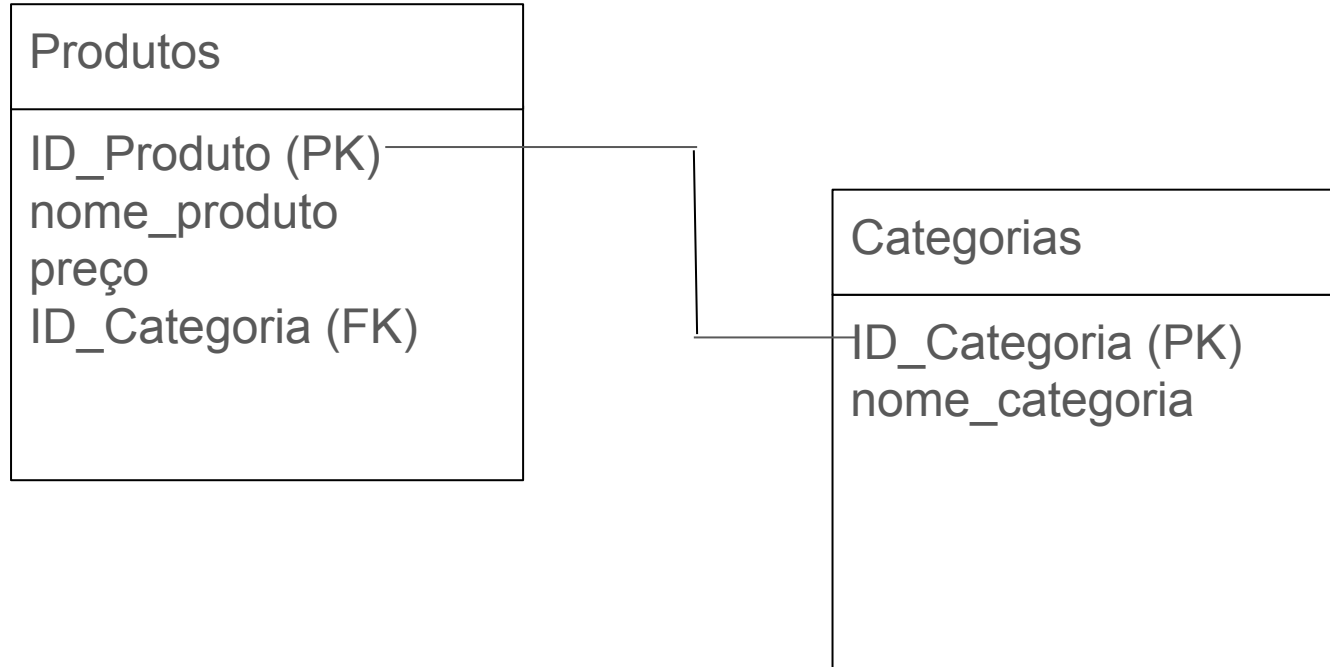 Produtos
ID_Produto (PK)
nome_produto
preço
ID_Categoria (FK)
Categorias
ID_Categoria (PK)
nome_categoria